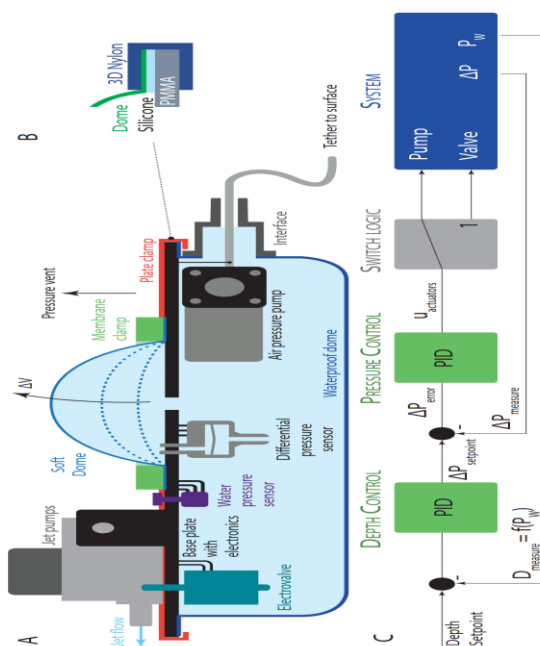 A
Jet pumps
Jet flow
Soft
Dome
ΔV
Membrane
clamp
Pressure vent
Plate clamp
Base plate
with
electronics
Electrovalve
Water
pressure
sensor
Differential
pressure
sensor
Air pressure pump
Waterproof dome
Interface
Tether to surface
B
Dome
Silicone
PMMA
3D Nylon
C
DEPTH CONTROL
PRESSURE CONTROL
SWITCH LOGIC
SYSTEM
Depth
Setpoint
-
PID
ΔP
setpoint
-
ΔP
error
PID
u
actuators
1
Pump
Valve
ΔP
P
W
ΔP
measure
D
measure
= f(P
W
)